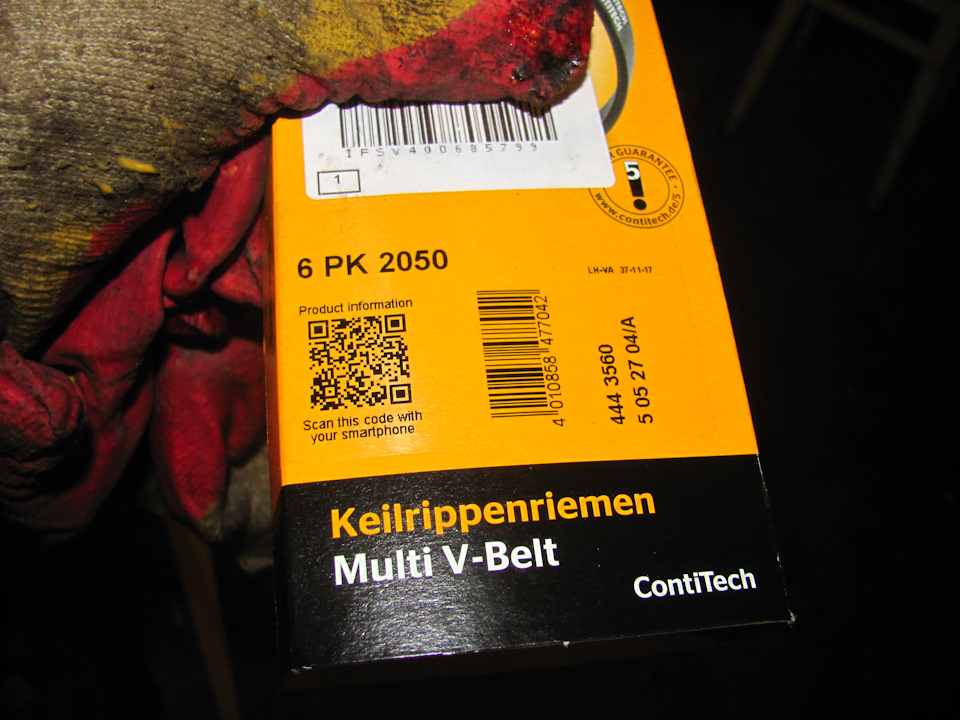 IFSV400685799
1
GUARANTEE
5
www.contitech.de/5
6 PK 2050
LH-VA 37-11-17
Product information
Scan this code with
your smartphone
4 010858 477042
444 3560
5 05 27 04/A
Keilrippenriemen
Multi V-Belt
ContiTech